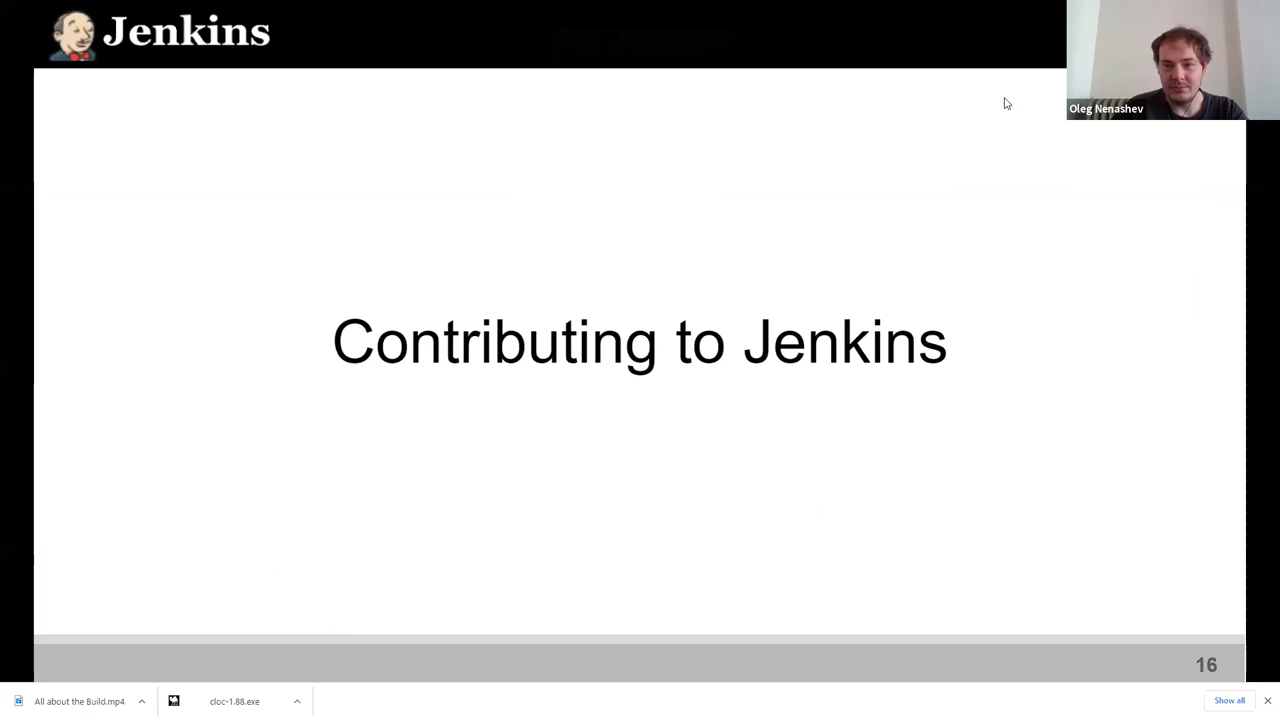 Jenkins
Oleg Nenashev
Contributing to Jenkins
16
All about the Build.mp4
cloc-1.88.exe
Show all